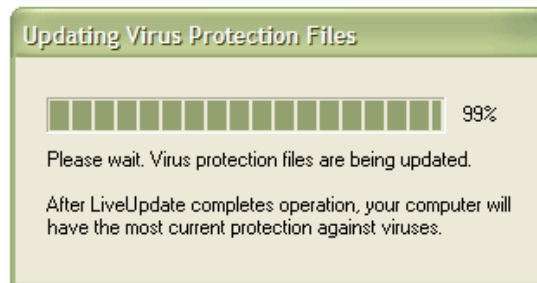 Updating Virus Protection Files
99%
Please wait. Virus protection files are being updated.
After LiveUpdate completes operation, your computer will
have the most current protection against viruses.